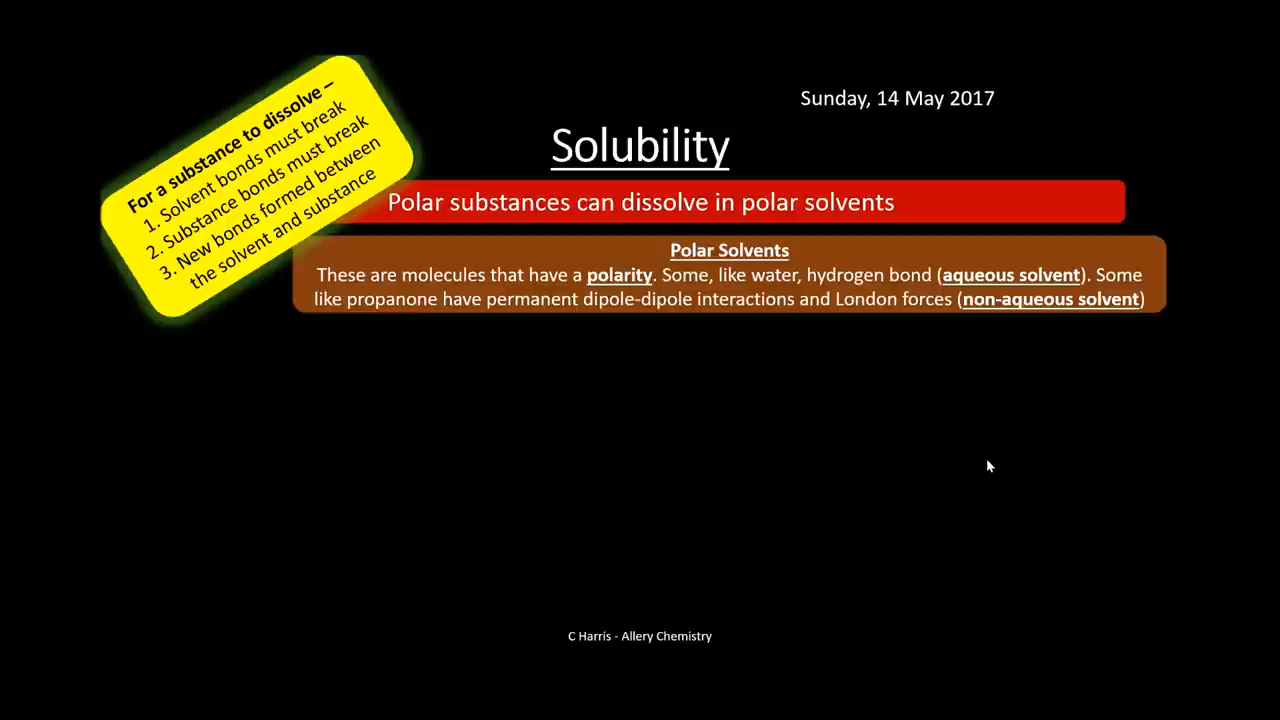 For a substance to dissolve –
1. Solvent bonds must break
2. Substance bonds must break
3. New bonds formed between
the solvent and substance
Sunday, 14 May 2017
Solubility
Polar substances can dissolve in polar solvents
Polar Solvents
These are molecules that have a polarity. Some, like water, hydrogen bond (aqueous solvent). Some
like propanone have permanent dipole-dipole interactions and London forces (non-aqueous solvent)
C Harris - Allery Chemistry